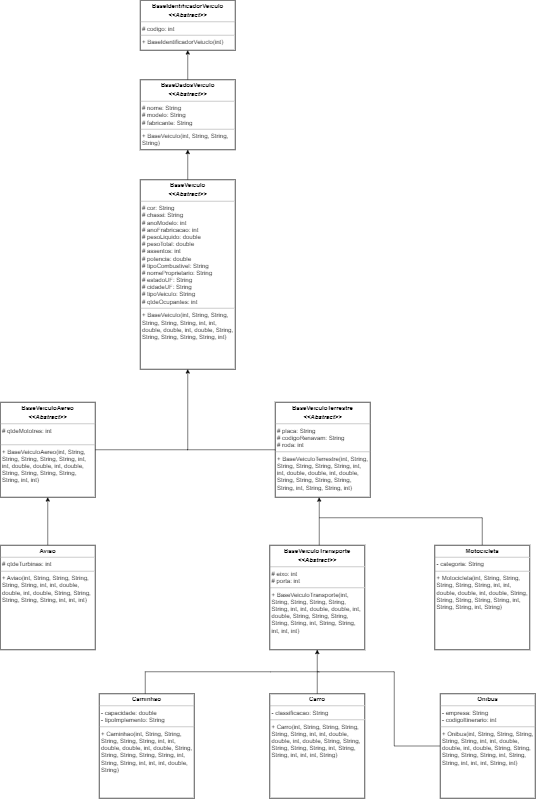 BaseIdentificadorVeiculo
<<Abstract>>
# codigo: int
+ BaseIdentificadorVeiculo(int)
BaseDadosVeiculo
<<Abstract>>
# nome: String
# modelo: String
# fabricante: String
+ BaseVeiculo(int, String, String,
String)
BaseVeiculo
<<Abstract>>
# cor: String
# chassi: String
# anoModelo: int
# anoFrabricacao: int
# pesoLiquido: double
# pesoTotal: double
# assentos: int
# potencia: double
# tipoCombustivel: String
# nomeProprietario: String
# estadoUF: String
# cidadeUF: String
# tipoVeiculo: String
# qtdeOcupantes: int
+ BaseVeiculo(int, String, String,
String, String, String, int, int,
double, double, int, double, String,
String, String, String, String, int)
BaseVeiculoAereo
<<Abstract>>
# qtdeMototres: int
+ BaseVeiculoAereo(int, String,
String, String, String, String, int,
int, double, double, int, double,
String, String, String, String,
String, int, int)
BaseVeiculoTerrestre
<<Abstract>>
# placa: String
# codigoRenavam: String
# roda: int
+ BaseVeiculoTerrestre(int, String,
String, String, String, String, int,
int, double, double, int, double,
String, String, String, String,
String, int, String, String, int)
Aviao
# qtdeTurbinas: int
+ Aviao(int, String, String, String,
String, String, int, int, double,
double, int, double, String, String,
String, String, String, int, int, int)
BaseVeiculoTransporte
<<Abstract>>
# eixo: int
# porta: int
+ BaseVeiculoTransporte(int,
String, String, String, String,
String, int, int, double, double, int,
double, String, String, String,
String, String, int, String, String,
int, int, int)
Motocicleta
- categoria: String
+ Motocicleta(int, String, String,
String, String, String, int, int,
double, double, int, double, String,
String, String, String, String, int,
String, String, int, String)
Caminhao
- capacidade: double
- tipoImplemento: String
+ Caminhao(int, String, String,
String, String, String, int, int,
double, double, int, double, String,
String, String, String, String, int,
String, String, int, int, int, double,
String)
Carro
- classificacao: String
+ Carro(int, String, String, String,
String, String, int, int, double,
double, int, double, String, String,
String, String, String, int, String,
String, int, int, int, String)
Onibus
- empresa: String
- codigoItinerario: int
+ Onibus(int, String, String, String,
String, String, int, int, double,
double, int, double, String, String,
String, String, String, int, String,
String, int, int, int, String, int)